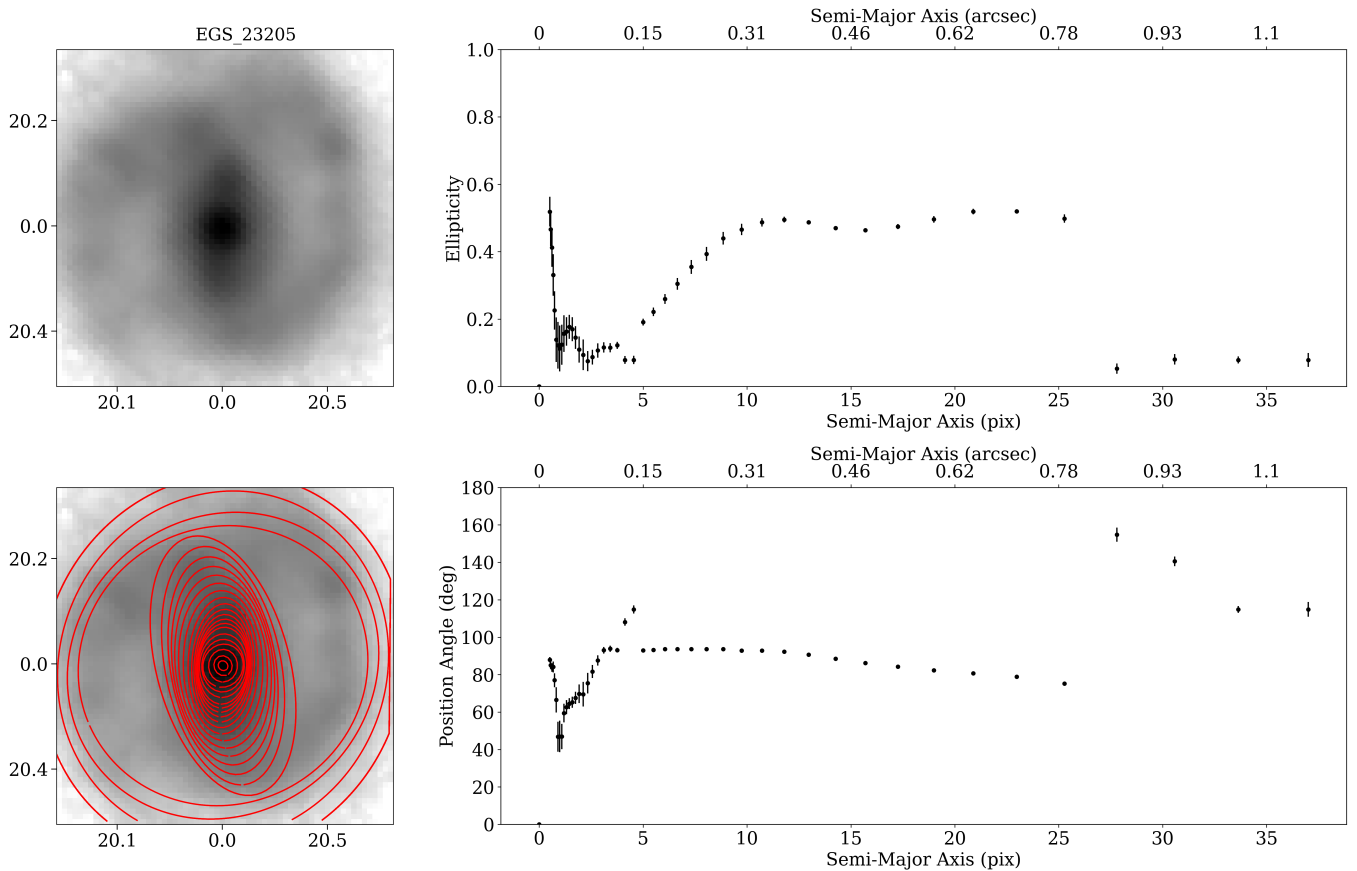 EGS_23205
20.2
0.0
20.4
20.1 0.0 20.5
Semi-Major Axis (arcsec)
0 0.15 0.31 0.46 0.62 0.78 0.93 1.1
Ellipticity
1.0
0.8
0.6
0.4
0.2
0.0
0 5 10 15 20 25 30 35
Semi-Major Axis (pix)
20.2
0.0
20.4
20.1 0.0 20.5
Semi-Major Axis (arcsec)
0 0.15 0.31 0.46 0.62 0.78 0.93 1.1
Position Angle (deg)
180
160
140
120
100
80
60
40
20
0
0 5 10 15 20 25 30 35
Semi-Major Axis (pix)